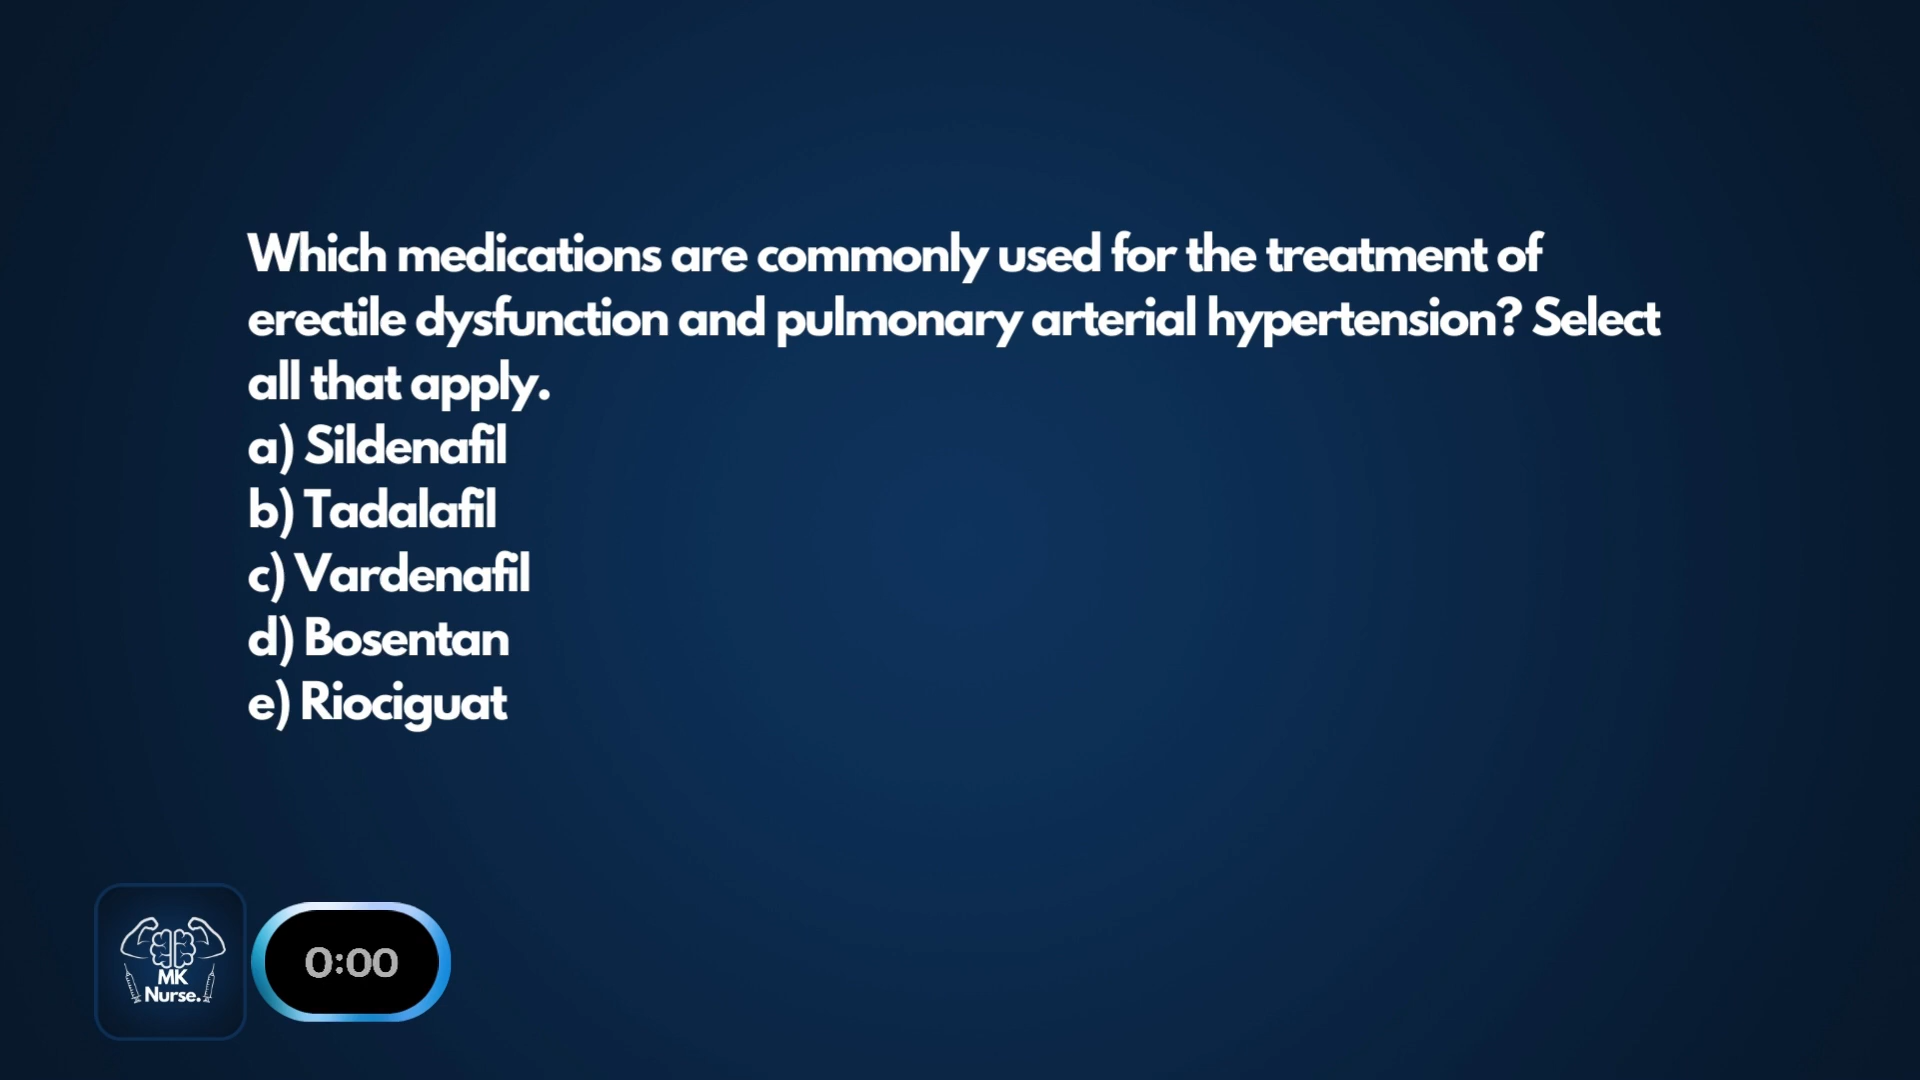 Which medications are commonly used for the treatment of
erectile dysfunction and pulmonary arterial hypertension? Select
all that apply.
a) Sildenafil
b) Tadalafil
c) Vardenafil
d) Bosentan
e) Riociguat
MK
Nurse.
0:00